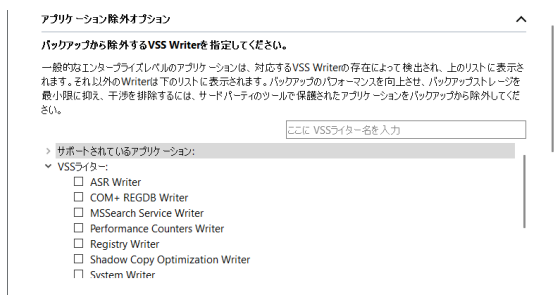 アプリケーション除外オプション
バックアップから除外するVSS Writerを指定してください。
一般的なエンタープライズレベルのアプリケーションは、対応するVSS Writerの存在によって検出され、上のリストに表示さ
れます。それ以外のWriterは下のリストに表示されます。バックアップのパフォーマンスを向上させ、バックアップストレージを
最小限に抑え、干渉を排除するには、サードパーティのツールで保護されたアプリケーションをバックアップから除外してくだ
さい。
ここに VSSライター名を入力
サポートされているアプリケーション:
VSSライター:
ASR Writer
COM+ REGDB Writer
MSSearch Service Writer
Performance Counters Writer
Registry Writer
Shadow Copy Optimization Writer
System Writer